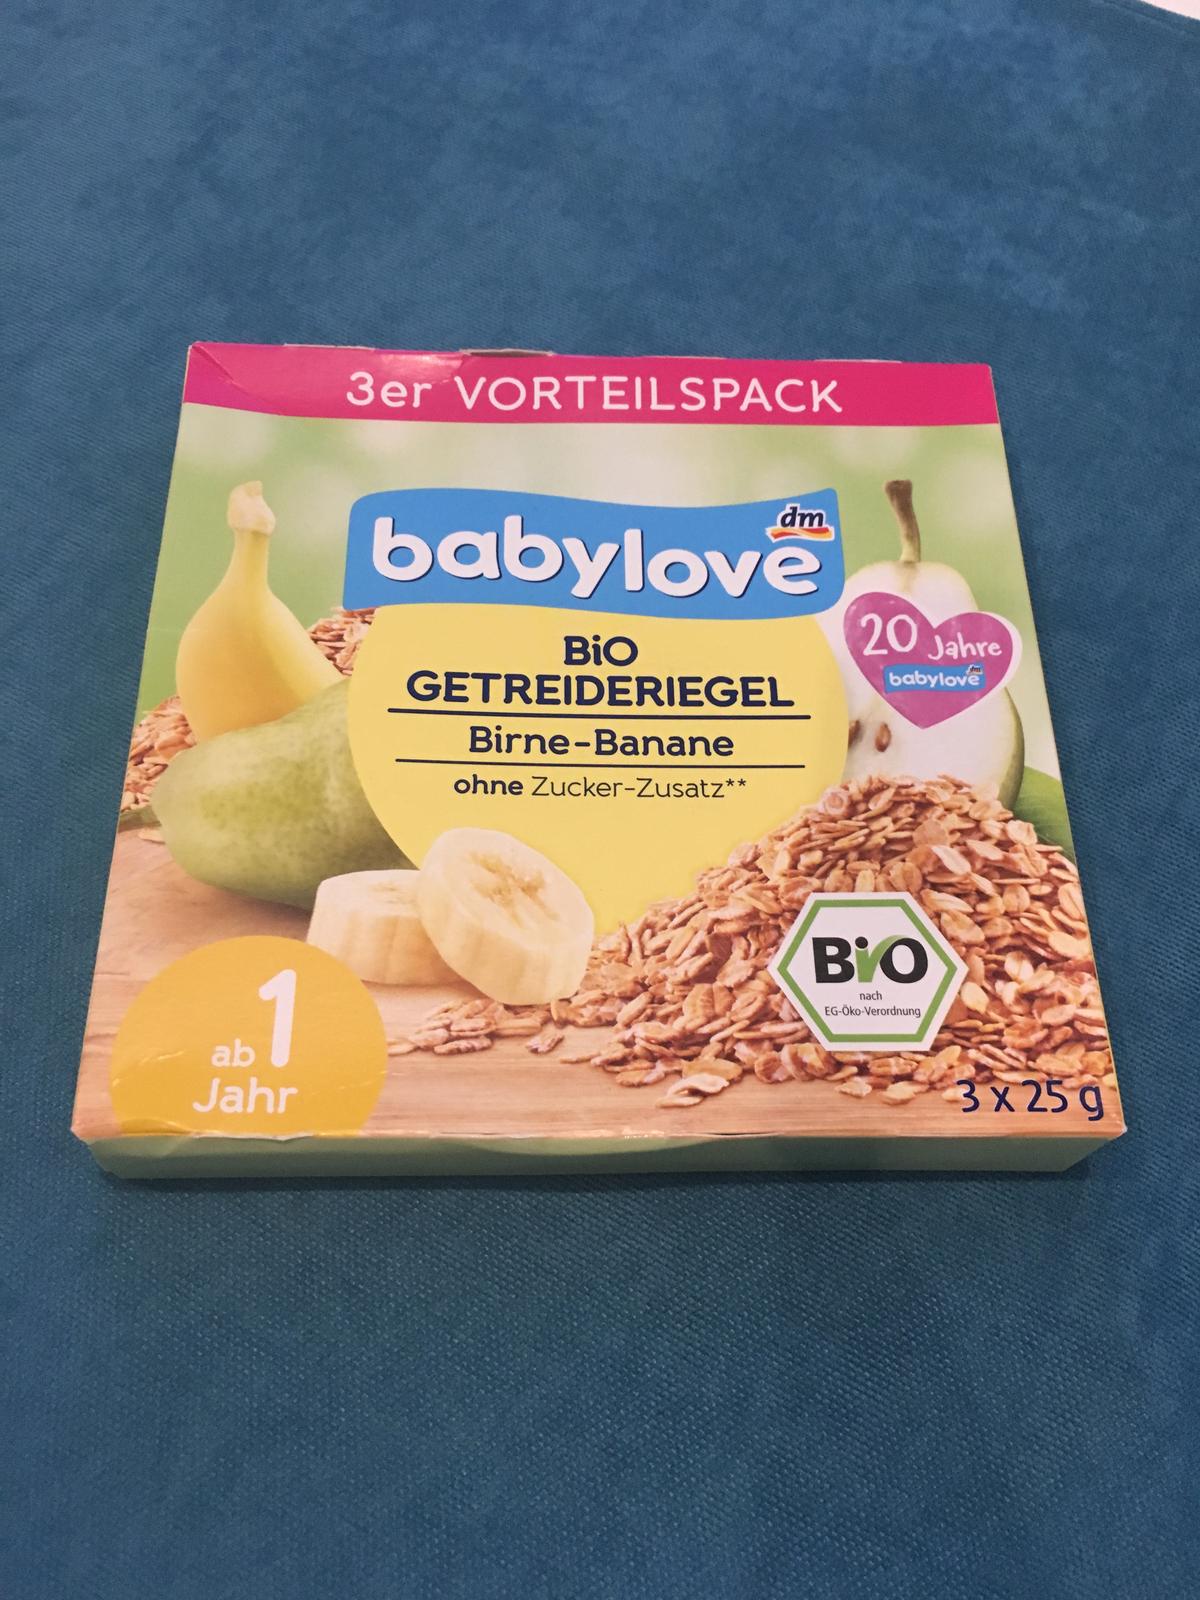 3er VORTEILSPACK
dm
babylove
BiO
GETREIDERIEGEL
Birne-Banane
ohne Zucker-Zusatz**
20 Jahre
dm
babylove
Bio
nach
EG-Öko-Verordnung
ab 1
Jahr
3 x 25 g